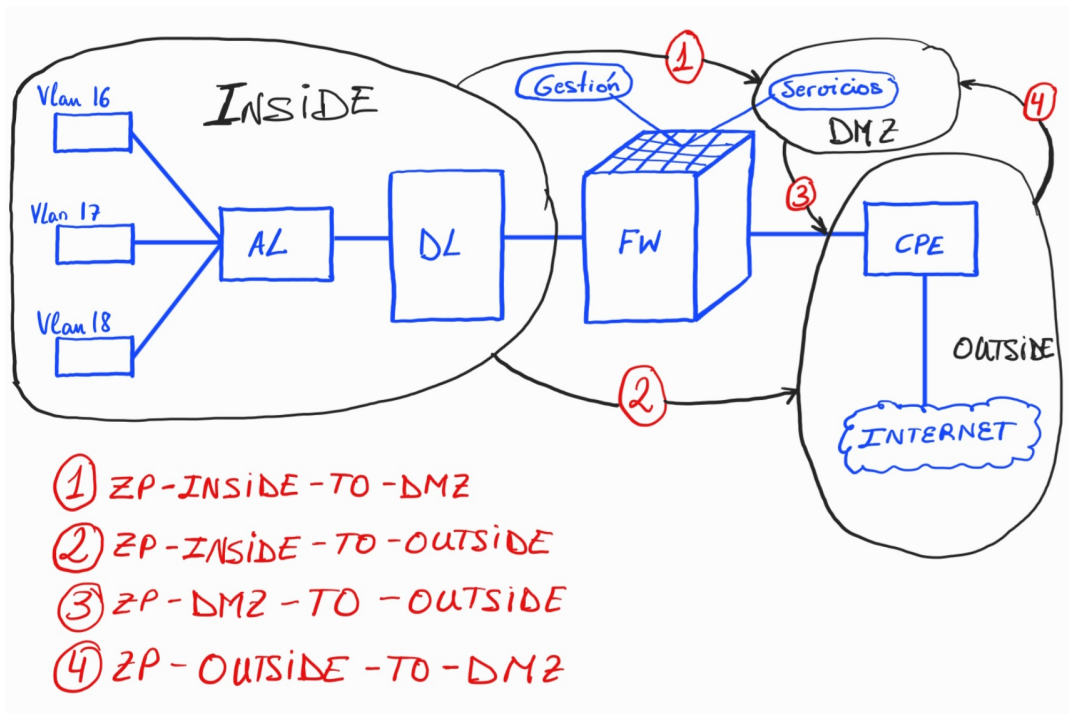 Vlan 16
INSiDE
Gestión
1
Servicios
4
DMZ
Vlan 17
3
AL
DL
FW
CPE
Vlan 18
OUTSiDE
2
INTERNET
1 ZP-INSiDE-TO-DMZ
2 ZP-INSiDE-TO-OUTSiDE
3 ZP-DMZ-TO-OUTSiDE
4 ZP-OUTSiDE-TO-DMZ